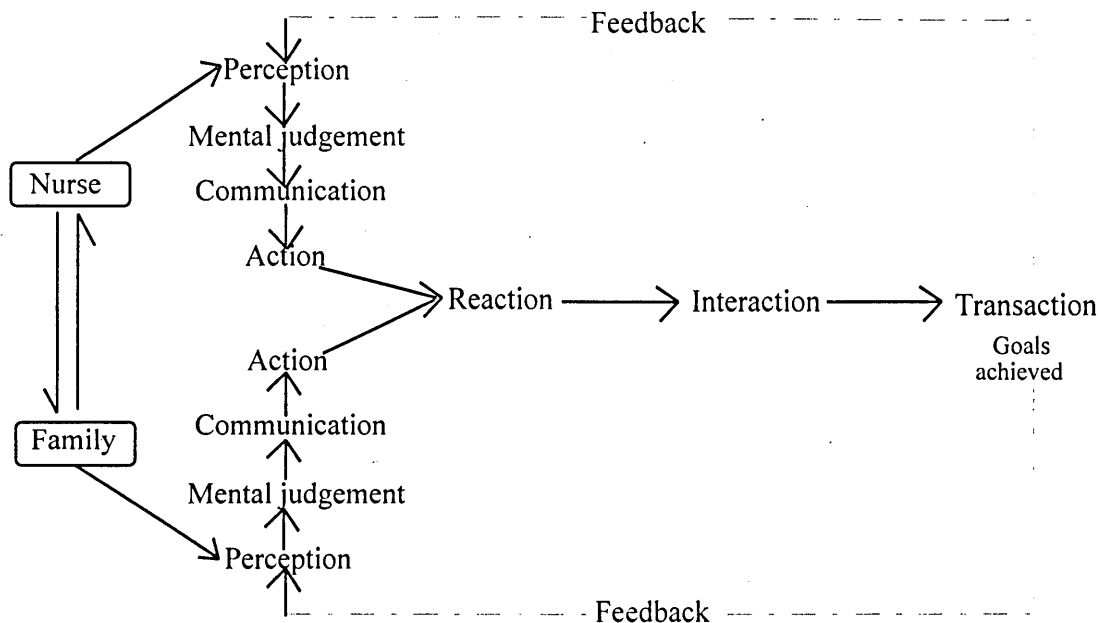 Feedback
Perception
Mental judgement
Nurse
Communication
Action
Reaction
Interaction
Transaction
Goals
achieved
Action
Communication
Family
Mental judgement
Perception
Feedback